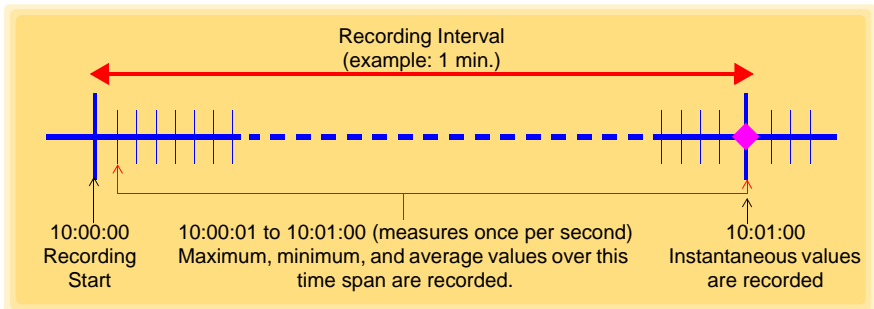 Recording Interval
(example: 1 min.)
10:00:00
Recording
Start
10:00:01 to 10:01:00 (measures once per second)
Maximum, minimum, and average values over this
time span are recorded.
10:01:00
Instantaneous values
are recorded